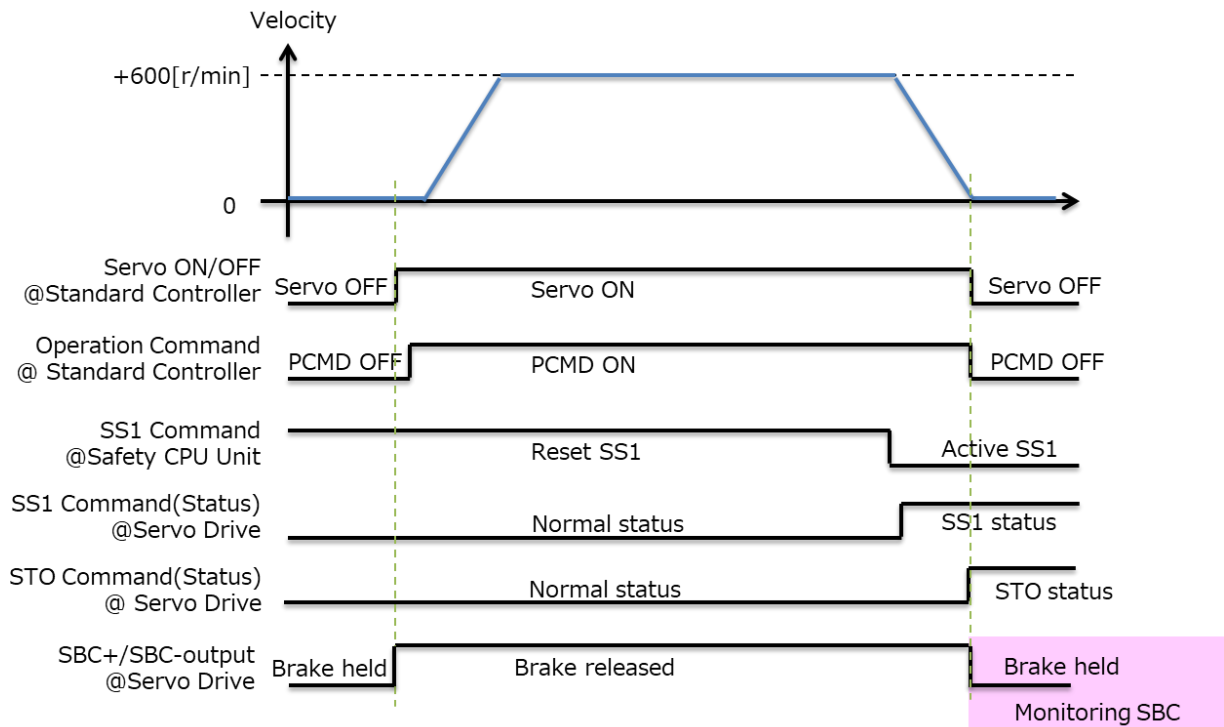 Velocity
+600[r/min]
0
Servo ON/OFF
@Standard Controller
Servo OFF
Servo ON
Servo OFF
Operation Command
@ Standard Controller
PCMD OFF
PCMD ON
PCMD OFF
SS1 Command
@Safety CPU Unit
Reset SS1
Active SS1
SS1 Command(Status)
@Servo Drive
Normal status
SS1 status
STO Command(Status)
@ Servo Drive
Normal status
STO status
SBC+/SBC-output
@Servo Drive
Brake held
Brake released
Brake held
Monitoring SBC